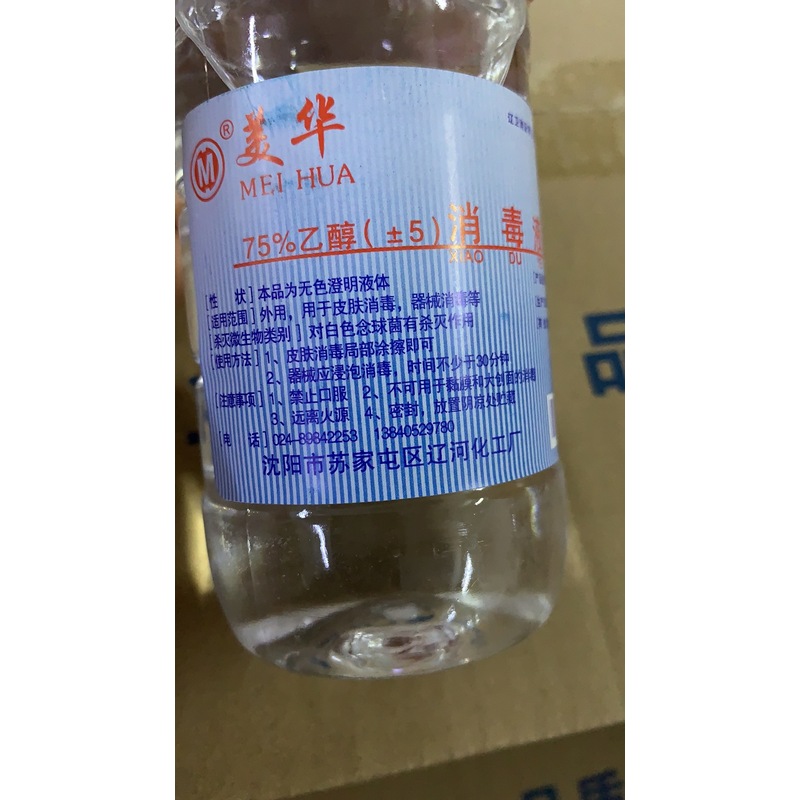 M
®
美华
MEI HUA
75%乙醇(±5)消毒液
XIAO DU
[性 状]本品为无色澄明液体
[适用范围]外用，用于皮肤消毒，器械消毒等
[杀灭微生物类别]对白色念球菌有杀灭作用
[使用方法]1、皮肤消毒局部涂擦即可
2、器械应浸泡消毒，时间不少于30分钟
[注意事项]1、禁止口服 2、不可用于黏膜和大创面的消毒
3、远离火源 4、密封，放置阴凉处贮藏
[电 话]024-89842253 13840529780
沈阳市苏家屯区辽河化工厂
品
品质